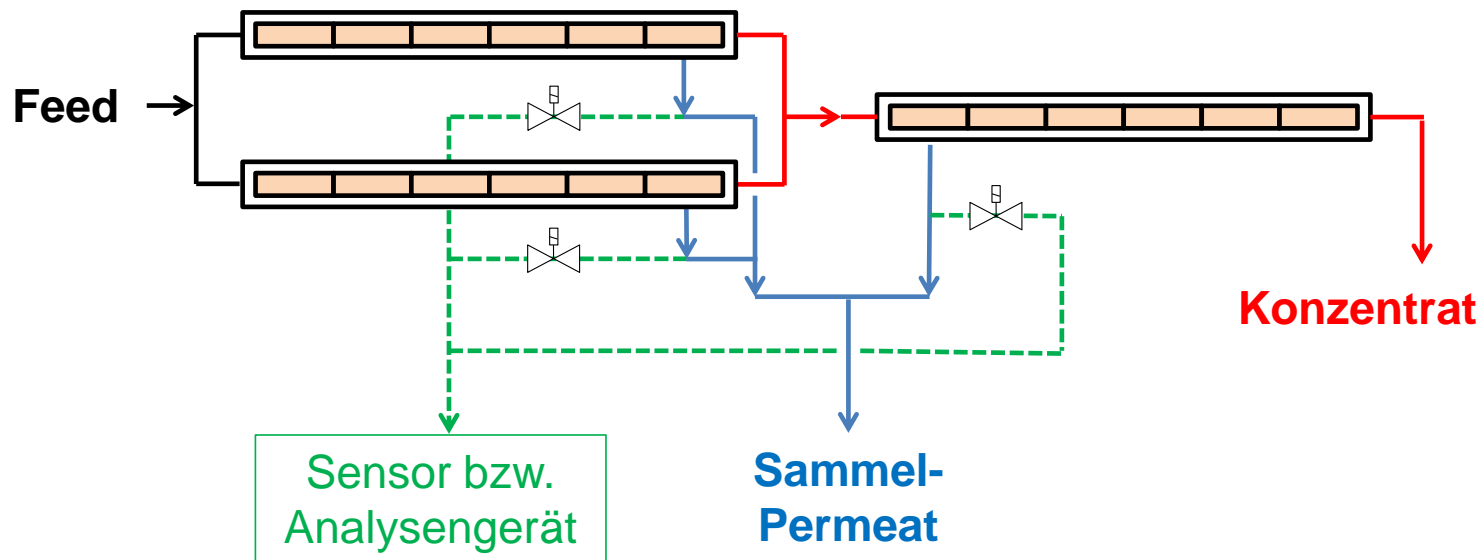 Feed
Konzentrat
Sensor bzw.
Analysengerät
Sammel-
Permeat